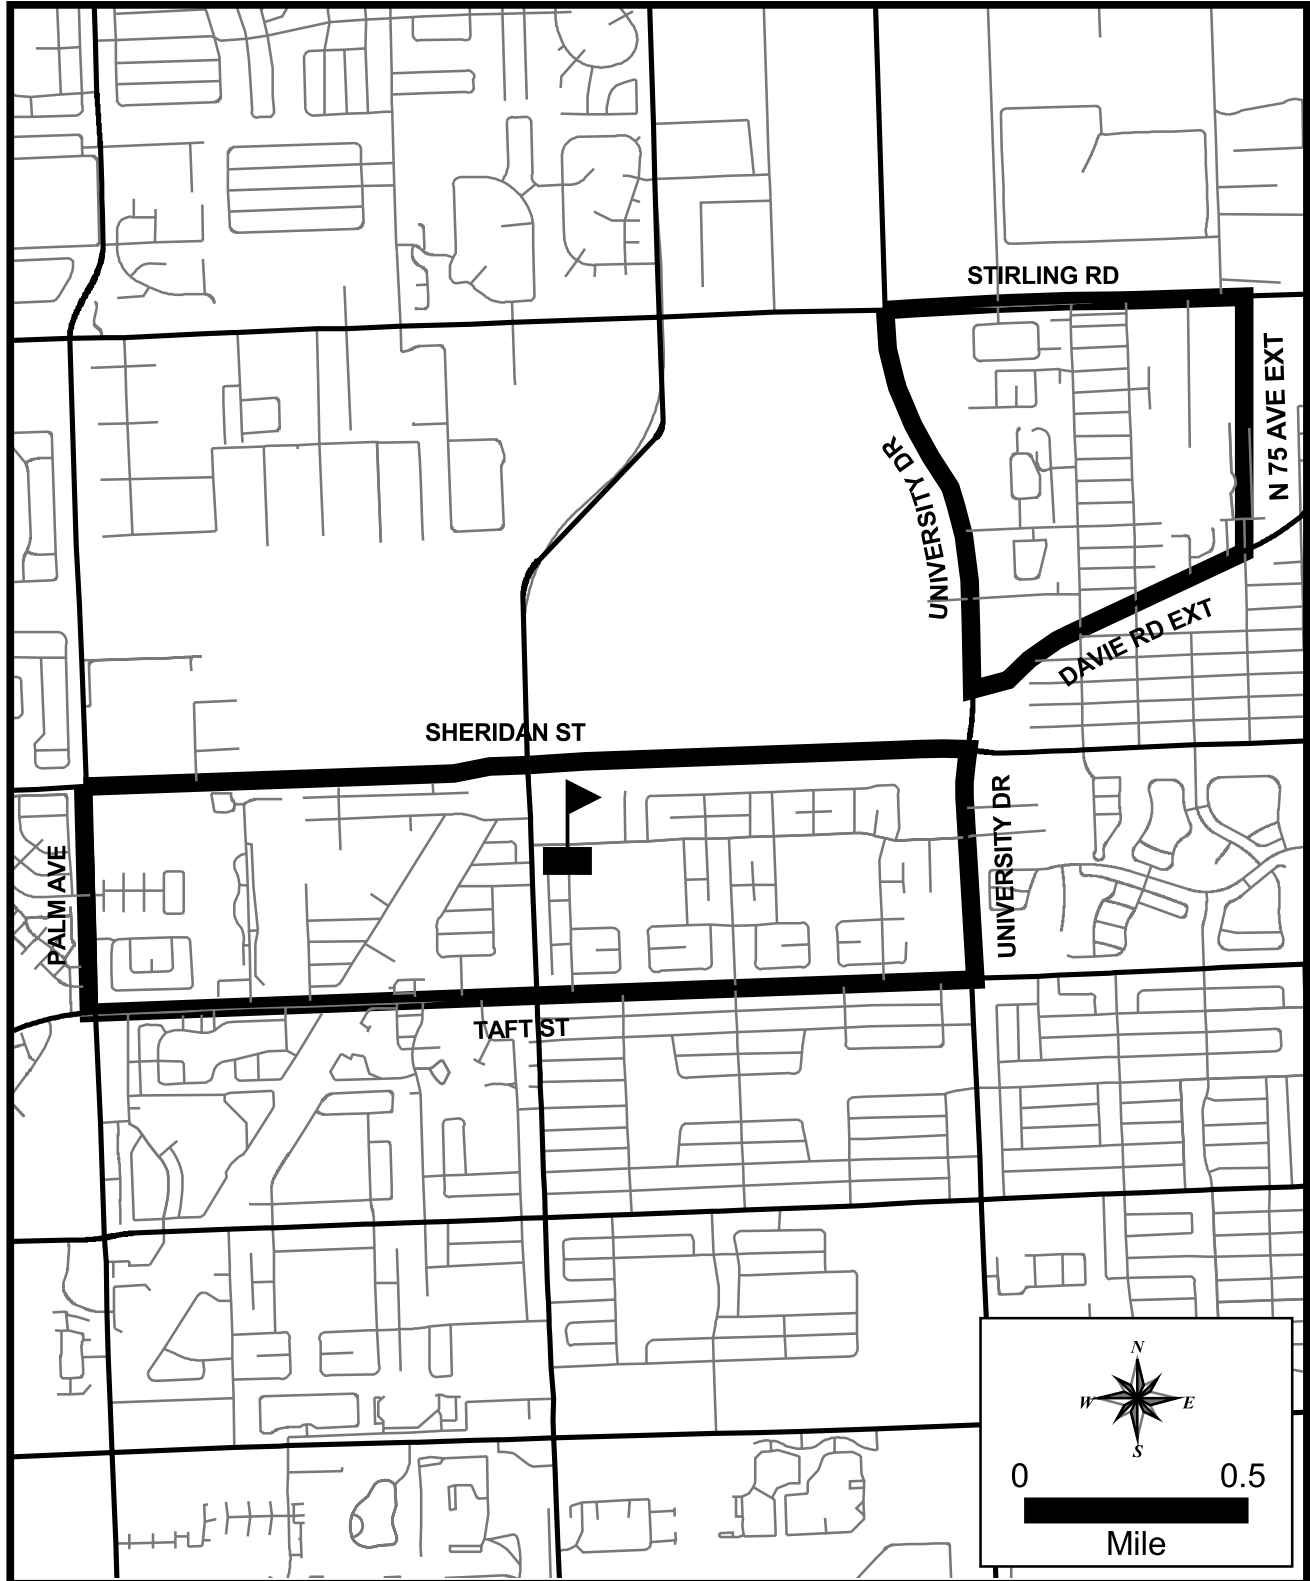 STIRLING RD
N 75 AVE EXT
UNIVERSITY DR
DAVIE RD EXT
SHERIDAN ST
UNIVERSITY DR
PALM AVE
TAFT ST
N
W E
S
0 0.5
Mile